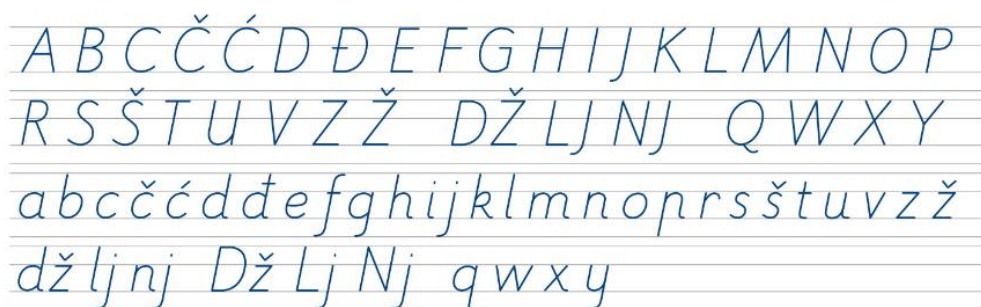 A B C Č Ć D Đ E F G H I J K L M N O P
R S Š T U V Z Ž DŽ LJ NJ Q W X Y
a b c č ć d đ e f g h i j k l m n o p r s š t u v z ž
dž lj nj Dž Lj Nj q w x y